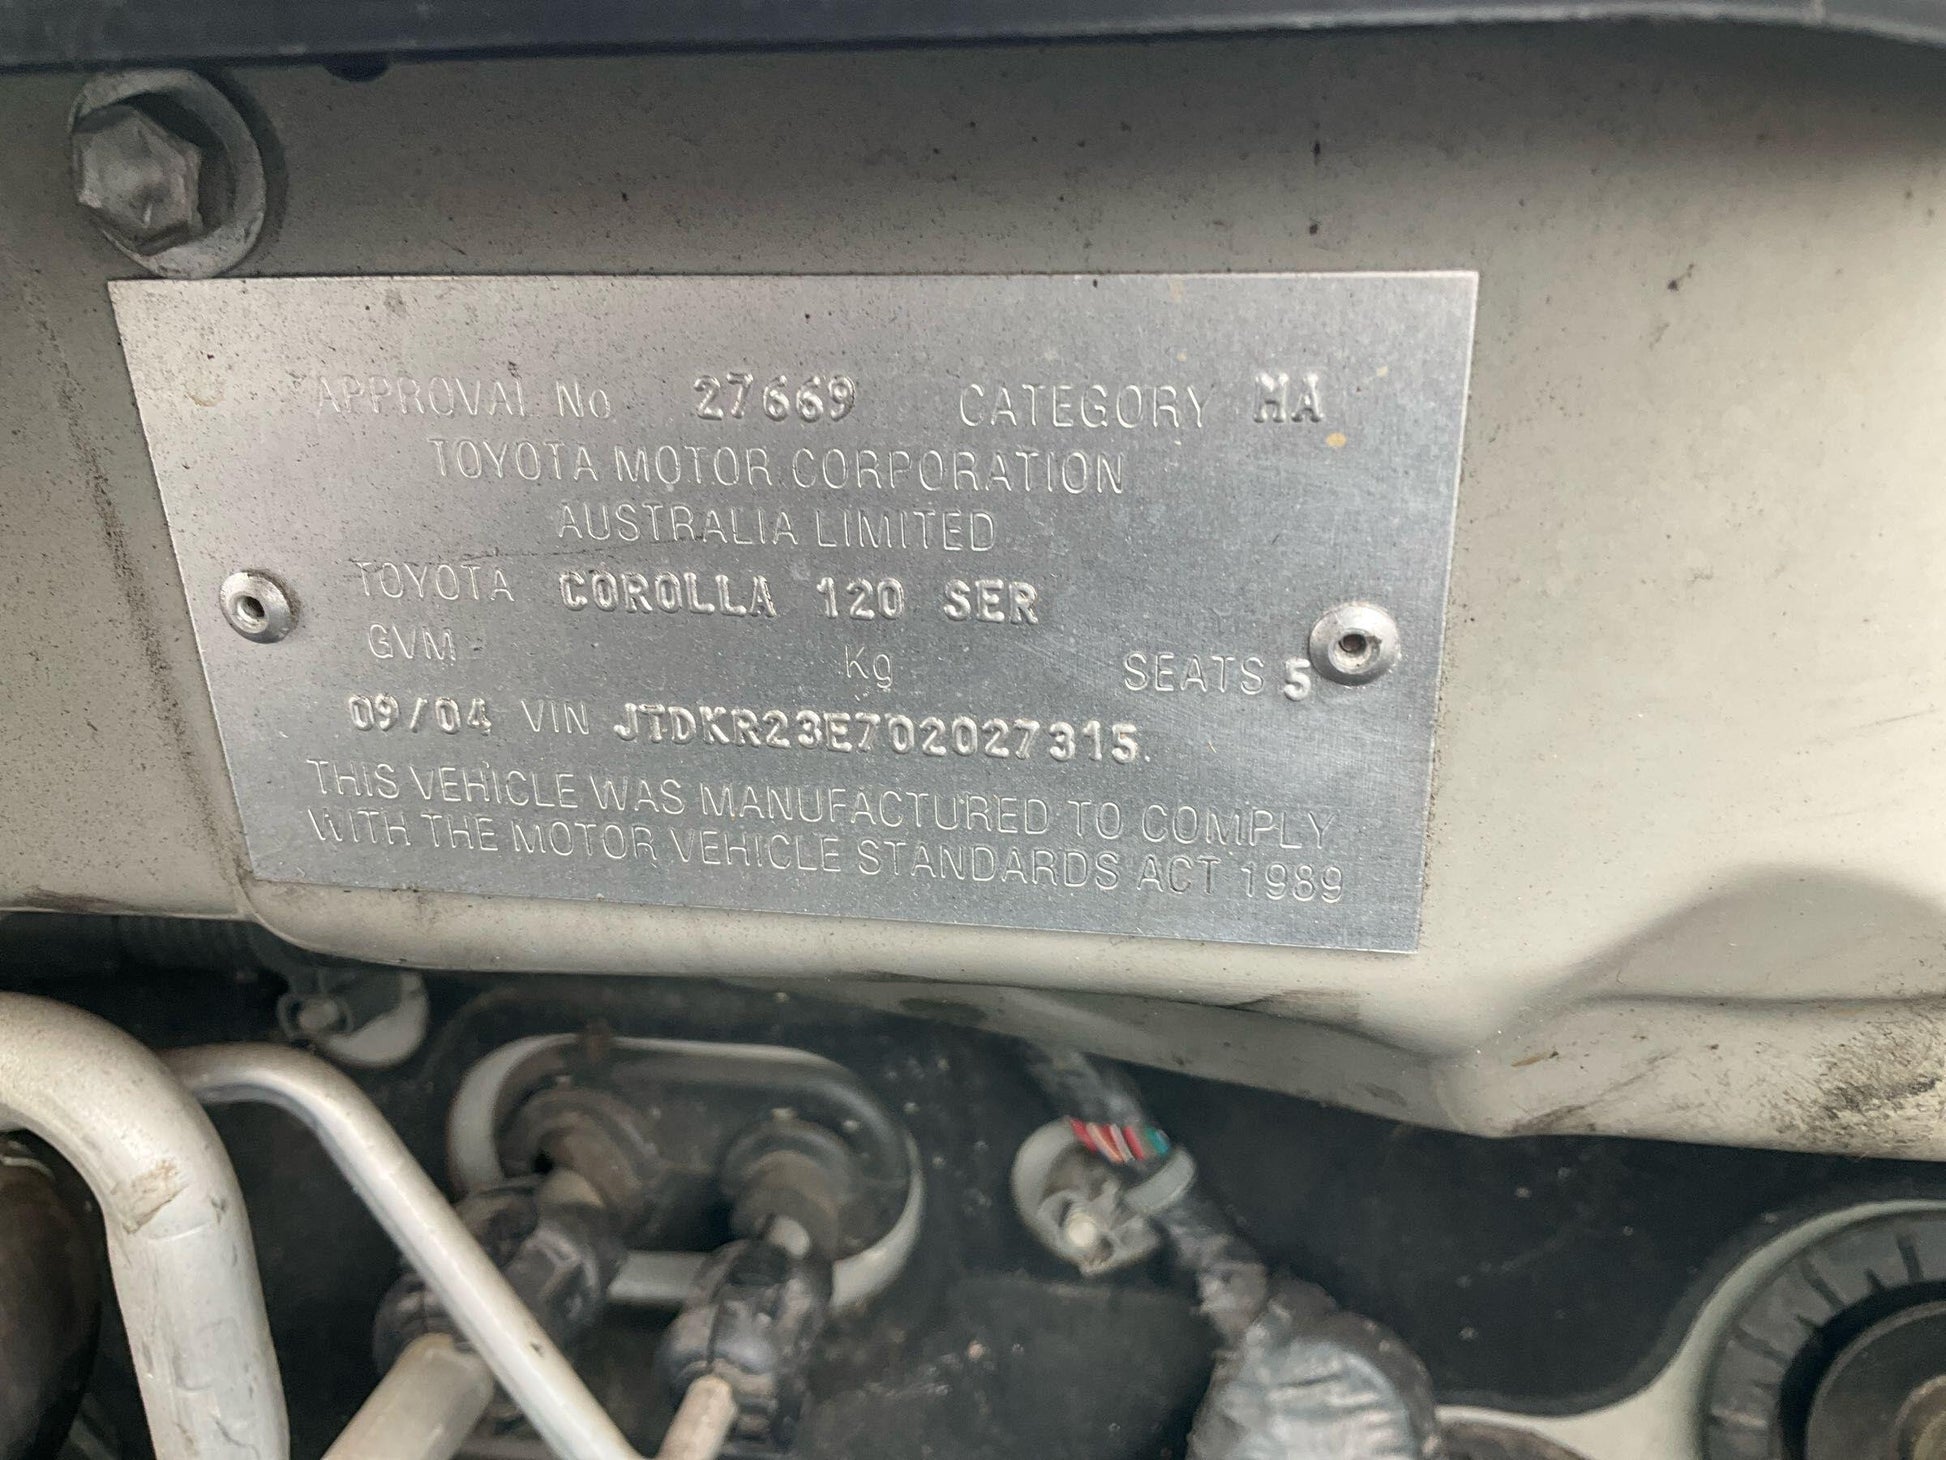 APPROVAL No 27669 CATEGORY MA
TOYOTA MOTOR CORPORATION
AUSTRALIA LIMITED
TOYOTA COROLLA 120 SER
GVM Kg SEATS 5
09/04 VIN JTDKR23E702027315.
THIS VEHICLE WAS MANUFACTURED TO COMPLY
WITH THE MOTOR VEHICLE STANDARDS ACT 1989